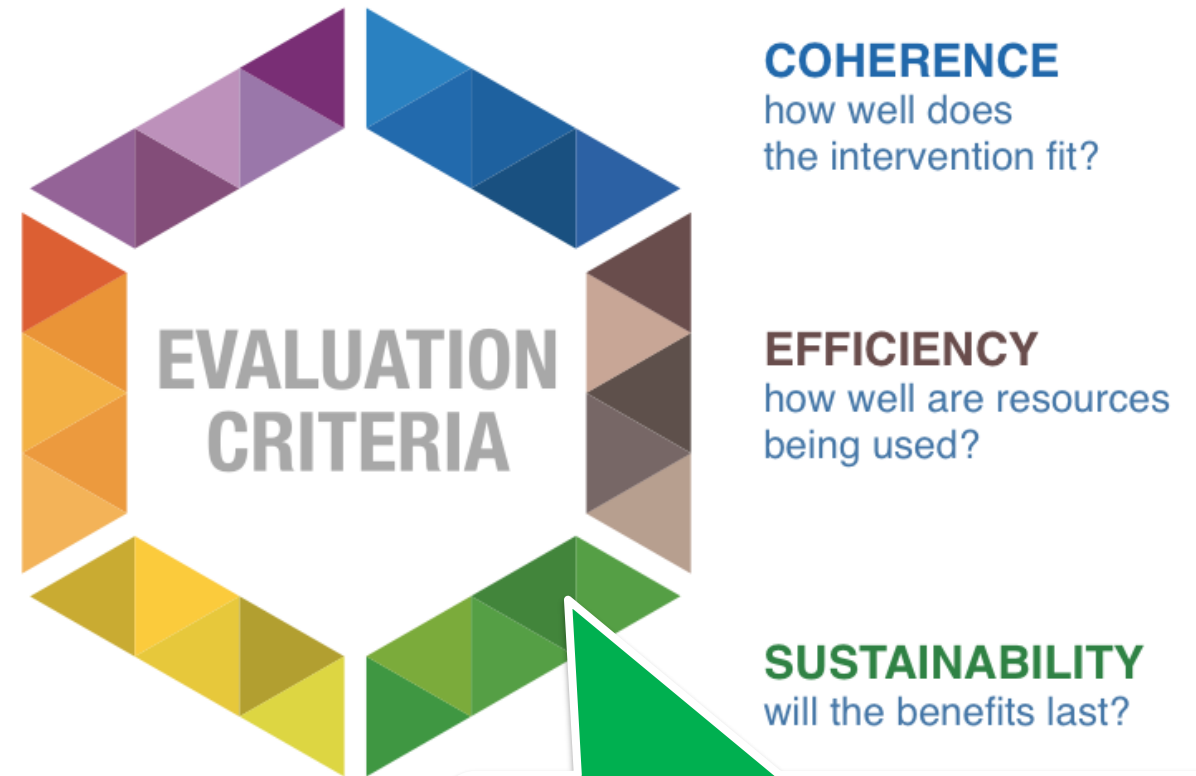 COHERENCE
how well does
the intervention fit?
EVALUATION
CRITERIA
EFFICIENCY
how well are resources
being used?
SUSTAINABILITY
will the benefits last?